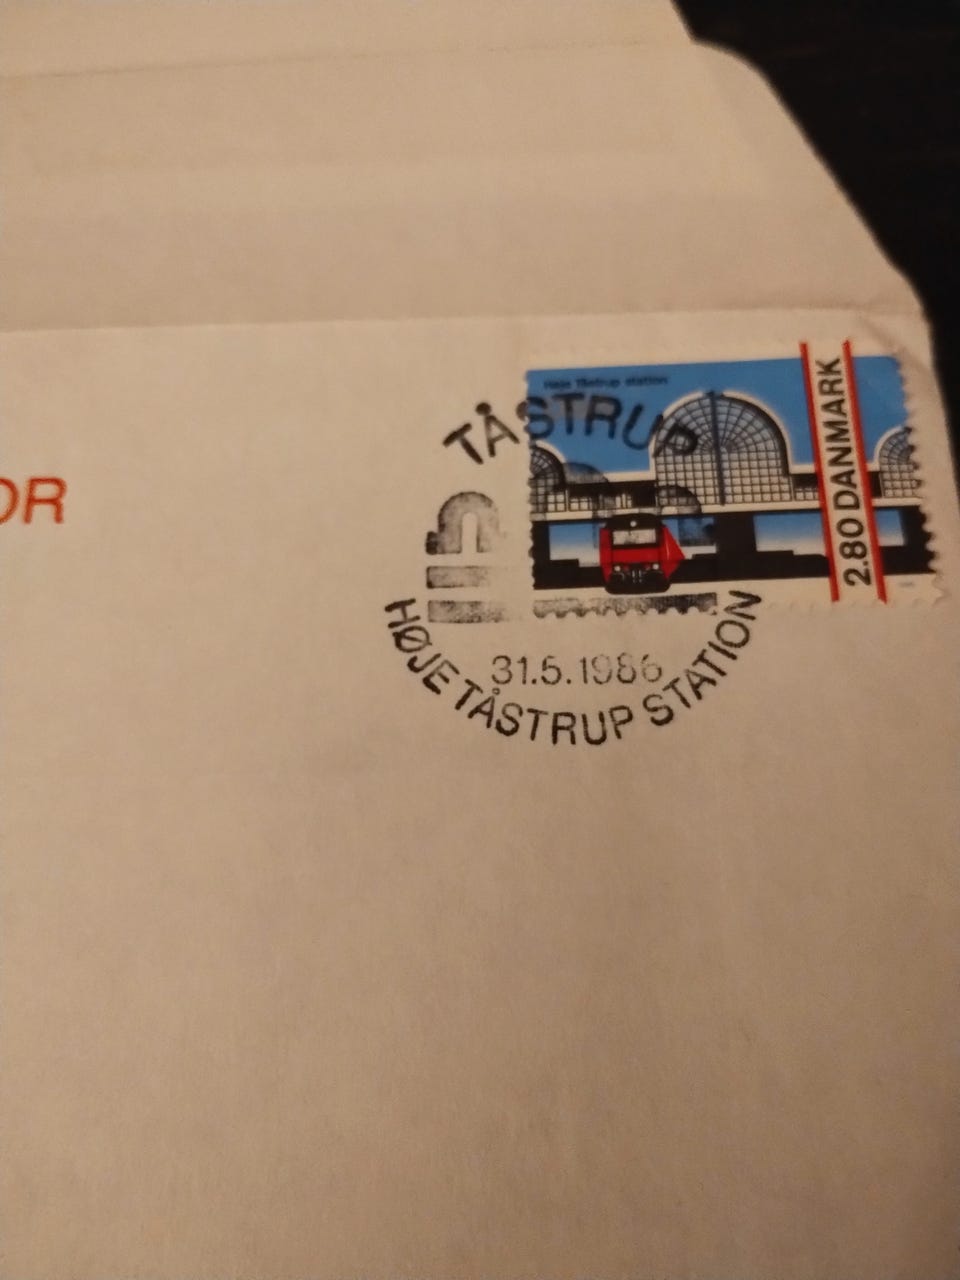 Høje Tåstrup station
2.80 DANMARK
TÅSTRUP
OR
31.5.1986
HØJE TÅSTRUP STATION